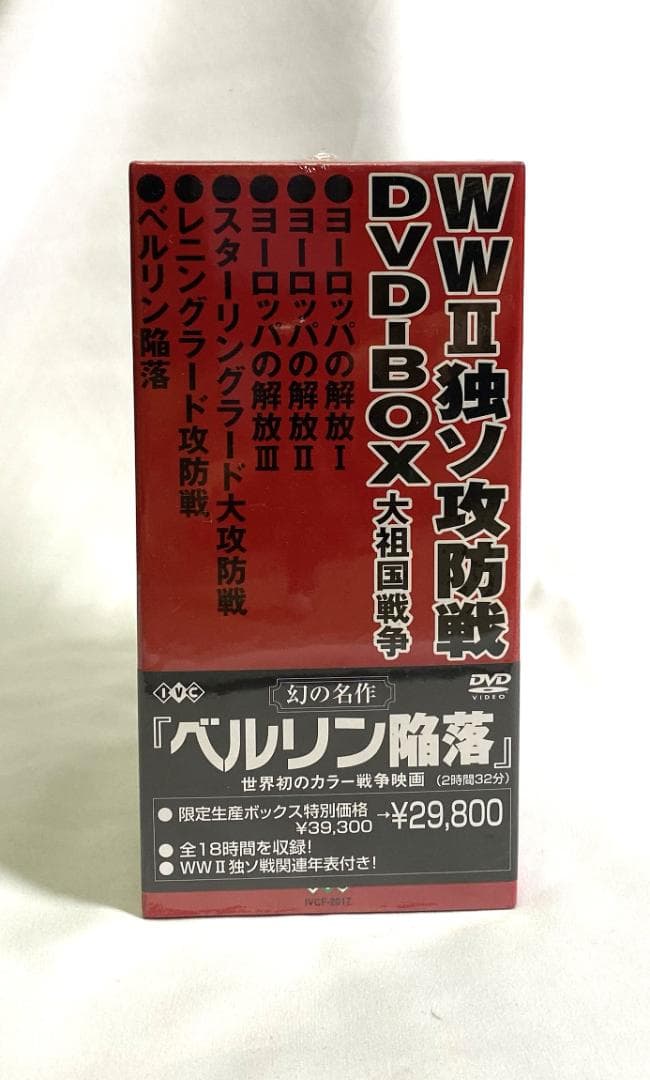 WWⅡ独ソ攻防戦
DVD-BOX 大祖国戦争
●ヨーロッパの解放Ⅰ
●ヨーロッパの解放Ⅱ
●ヨーロッパの解放Ⅲ
●スターリングラード大攻防戦
●レニングラード攻防戦
●ベルリン陥落
IVC
幻の名作
DVD
VIDEO
『ベルリン陥落』
世界初のカラー戦争映画 (2時間32分)
● 限定生産ボックス特別価格
¥39,300 →¥29,800
● 全18時間を収録!
● WWⅡ独ソ戦関連年表付き!